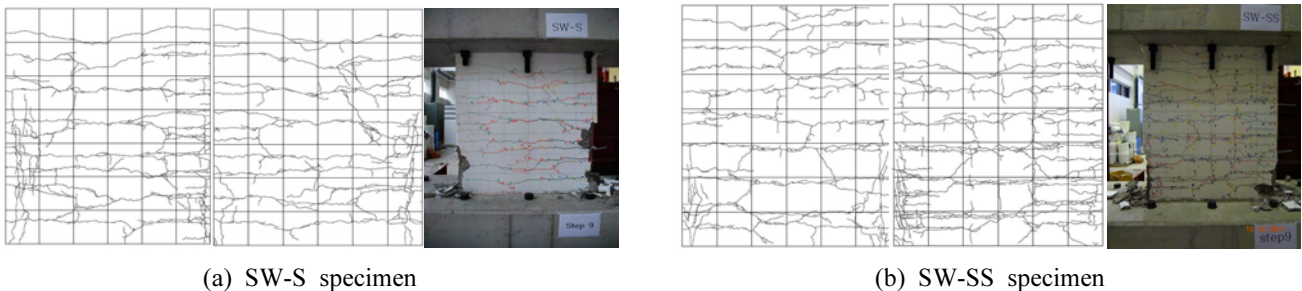 SW-S
Step 9
SW-SS
step9
(a) SW-S specimen
(b) SW-SS specimen